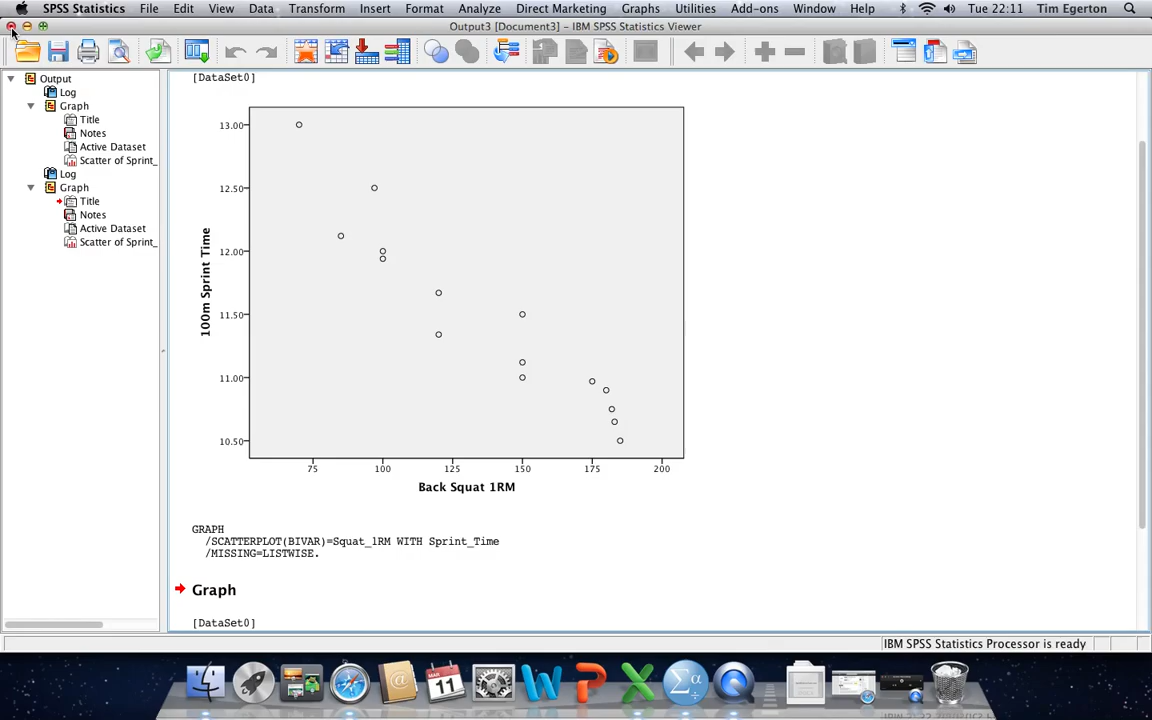 SPSS Statistics File Edit View Data Transform Insert Format Analyze Direct Marketing Graphs Utilities Add-ons Window Help Tue 22:11 Tim Egerton
Output3 [Document3] – IBM SPSS Statistics Viewer
Output
Log
Graph
Title
Notes
Active Dataset
Scatter of Sprint_
Log
Graph
Title
Notes
Active Dataset
Scatter of Sprint_
[DataSet0]
13.00
12.50
12.00
11.50
11.00
10.50
100m Sprint Time
75 100 125 150 175 200
Back Squat 1RM
GRAPH
/SCATTERPLOT(BIVAR)=Squat_1RM WITH Sprint_Time
/MISSING=LISTWISE.
Graph
[DataSet0]
IBM SPSS Statistics Processor is ready
MAR
11
W P X Σα